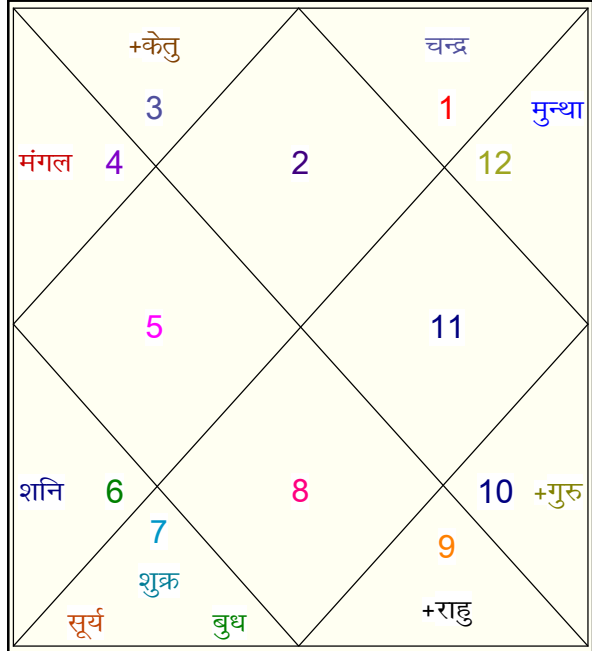 +केतु चन्द्र
3 1 मुन्था
मंगल 4 2 12
5 11
शनि 6 8 10 +गुरु
7 9
शुक्र
सूर्य बुध +राहु